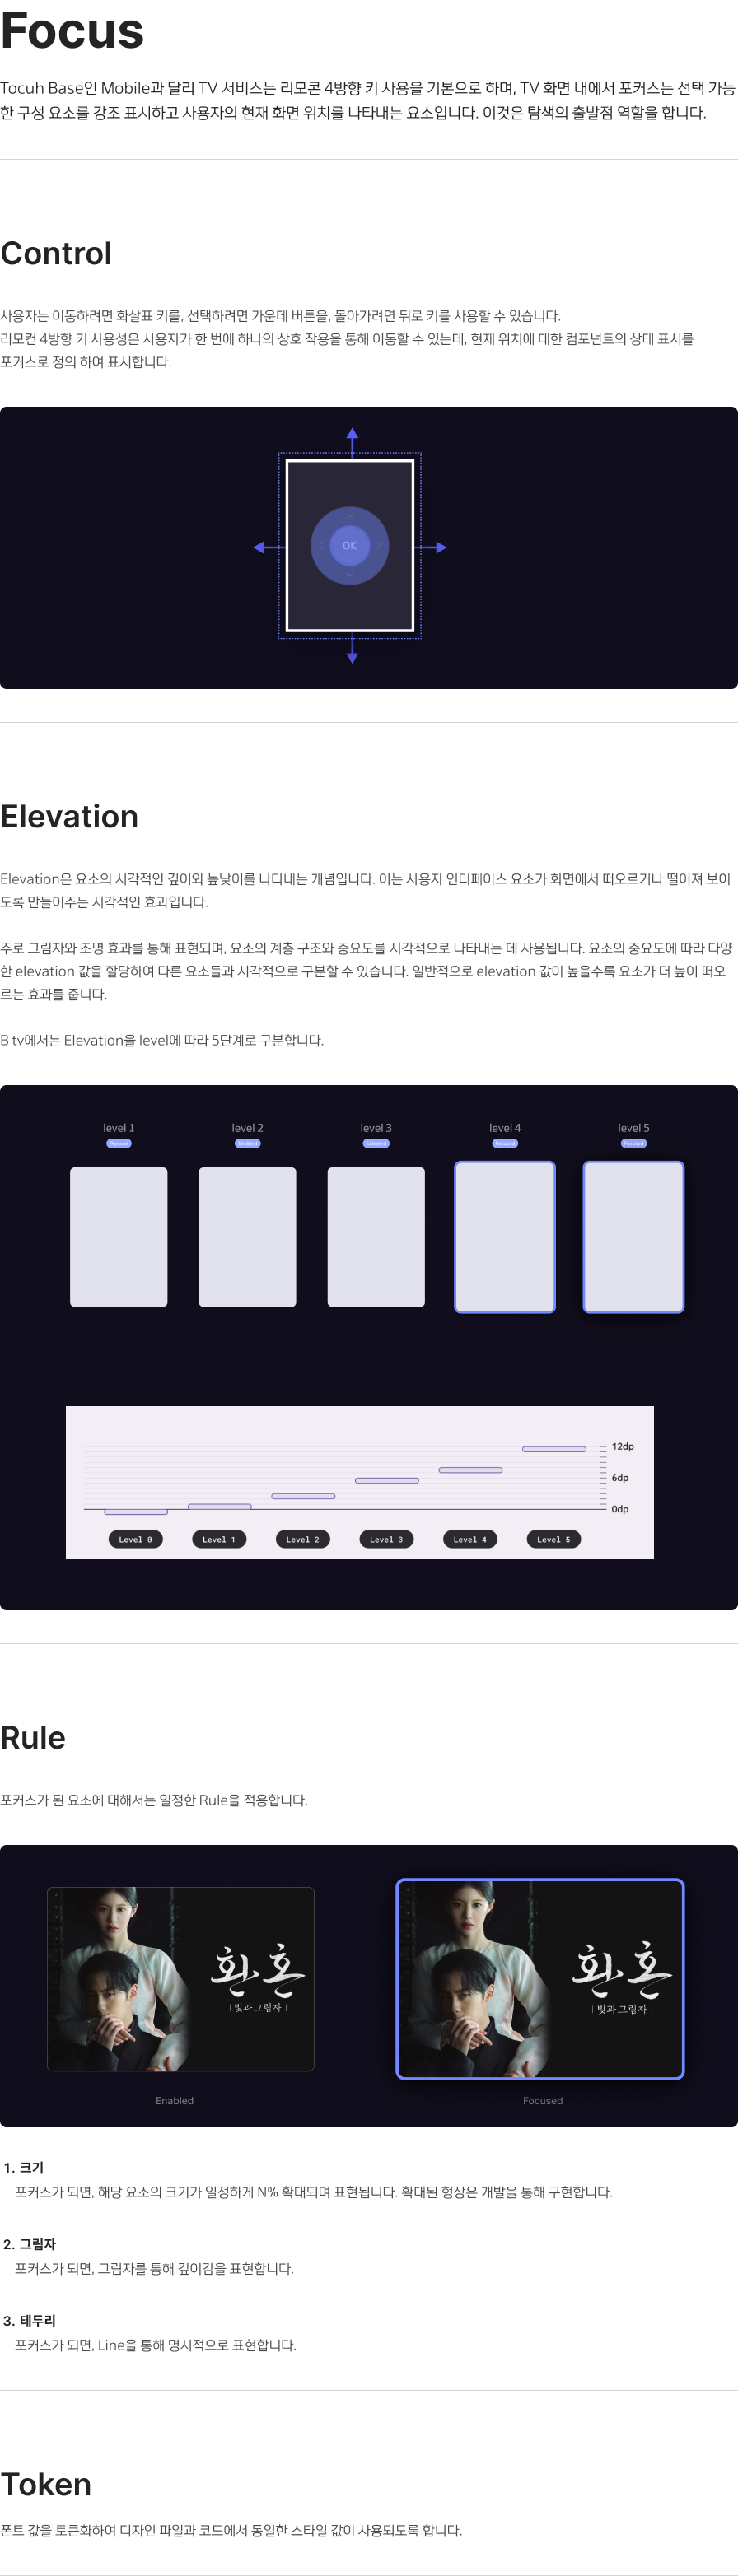 Focus
Tocuh Base인 Mobile과 달리 TV 서비스는 리모콘 4방향 키 사용을 기본으로 하며, TV 화면 내에서 포커스는 선택 가능
한 구성 요소를 강조 표시하고 사용자의 현재 화면 위치를 나타내는 요소입니다. 이것은 탐색의 출발점 역할을 합니다.
Control
사용자는 이동하려면 화살표 키를, 선택하려면 가운데 버튼을, 돌아가려면 뒤로 키를 사용할 수 있습니다.
리모컨 4방향 키 사용성은 사용자가 한 번에 하나의 상호 작용을 통해 이동할 수 있는데, 현재 위치에 대한 컴포넌트의 상태 표시를
포커스로 정의 하여 표시합니다.
OK
Elevation
Elevation은 요소의 시각적인 깊이와 높낮이를 나타내는 개념입니다. 이는 사용자 인터페이스 요소가 화면에서 떠오르거나 떨어져 보이
도록 만들어주는 시각적인 효과입니다.
주로 그림자와 조명 효과를 통해 표현되며, 요소의 계층 구조와 중요도를 시각적으로 나타내는 데 사용됩니다. 요소의 중요도에 따라 다양
한 elevation 값을 할당하여 다른 요소들과 시각적으로 구분할 수 있습니다. 일반적으로 elevation 값이 높을수록 요소가 더 높이 떠오
르는 효과를 줍니다.
B tv에서는 Elevation을 level에 따라 5단계로 구분합니다.
level 1 level 2 level 3 level 4 level 5
Pressed Enabled Selected Focused Focused
12dp
6dp
0dp
Level 0 Level 1 Level 2 Level 3 Level 4 Level 5
Rule
포커스가 된 요소에 대해서는 일정한 Rule을 적용합니다.
환혼 환혼
빛과 그림자 빛과 그림자
Enabled Focused
1. 크기
포커스가 되면, 해당 요소의 크기가 일정하게 N% 확대되며 표현됩니다. 확대된 형상은 개발을 통해 구현합니다.
2. 그림자
포커스가 되면, 그림자를 통해 깊이감을 표현합니다.
3. 테두리
포커스가 되면, Line을 통해 명시적으로 표현합니다.
Token
폰트 값을 토큰화하여 디자인 파일과 코드에서 동일한 스타일 값이 사용되도록 합니다.